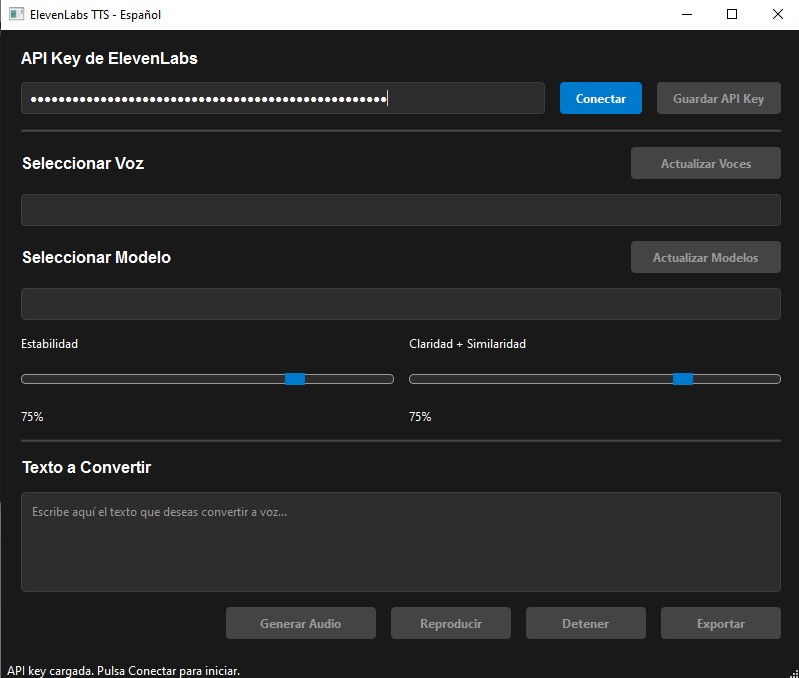 ElevenLabs TTS - Español
API Key de ElevenLabs
●●●●●●●●●●●●●●●●●●●●●●●●●●●●●●●●●●●●●●●●●●●●●●●●●●● Conectar Guardar API Key
Seleccionar Voz Actualizar Voces
Seleccionar Modelo Actualizar Modelos
Estabilidad Claridad + Similaridad
75% 75%
Texto a Convertir
Escribe aquí el texto que deseas convertir a voz...
Generar Audio Reproducir Detener Exportar
API key cargada. Pulsa Conectar para iniciar.